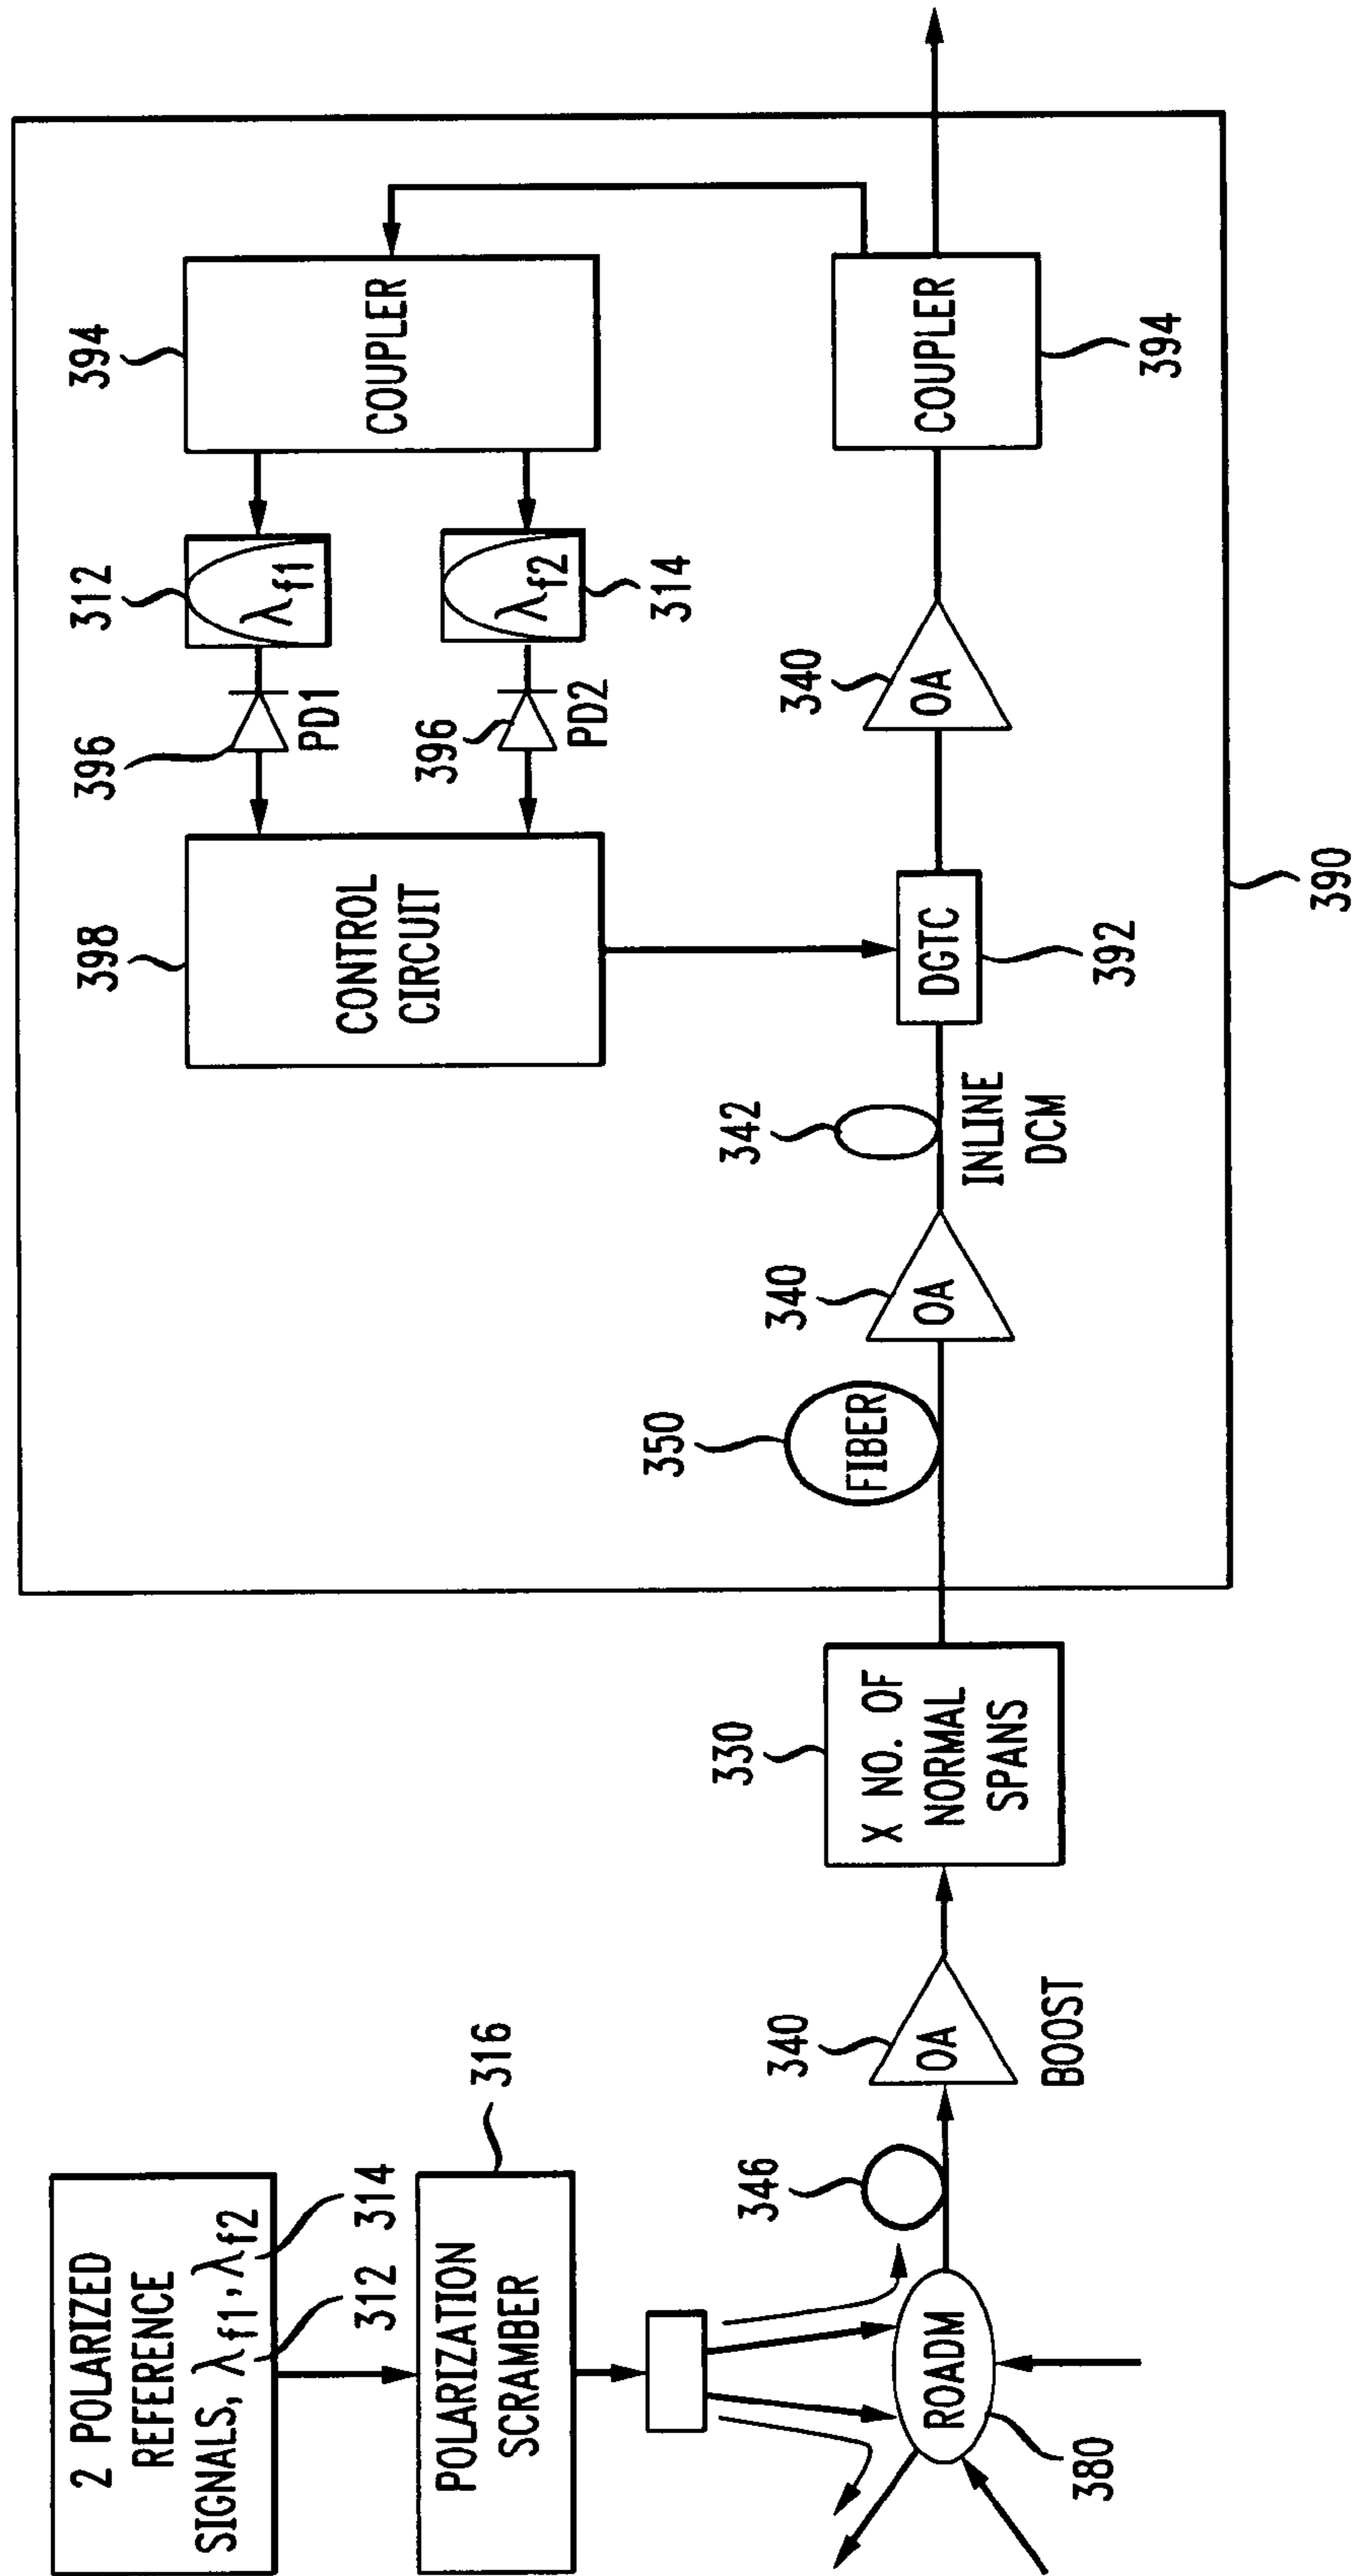 2 POLARIZED
REFERENCE
SIGNALS, λf1, λf2
312
314
POLARIZATION
SCRAMBER
316
ROADM
380
346
OA
340
BOOST
X NO. OF
NORMAL
SPANS
330
FIBER
350
OA
340
INLINE
DCM
342
DGTC
392
OA
340
COUPLER
394
COUPLER
394
λf1
312
λf2
314
PD1
396
PD2
396
CONTROL
CIRCUIT
398
390